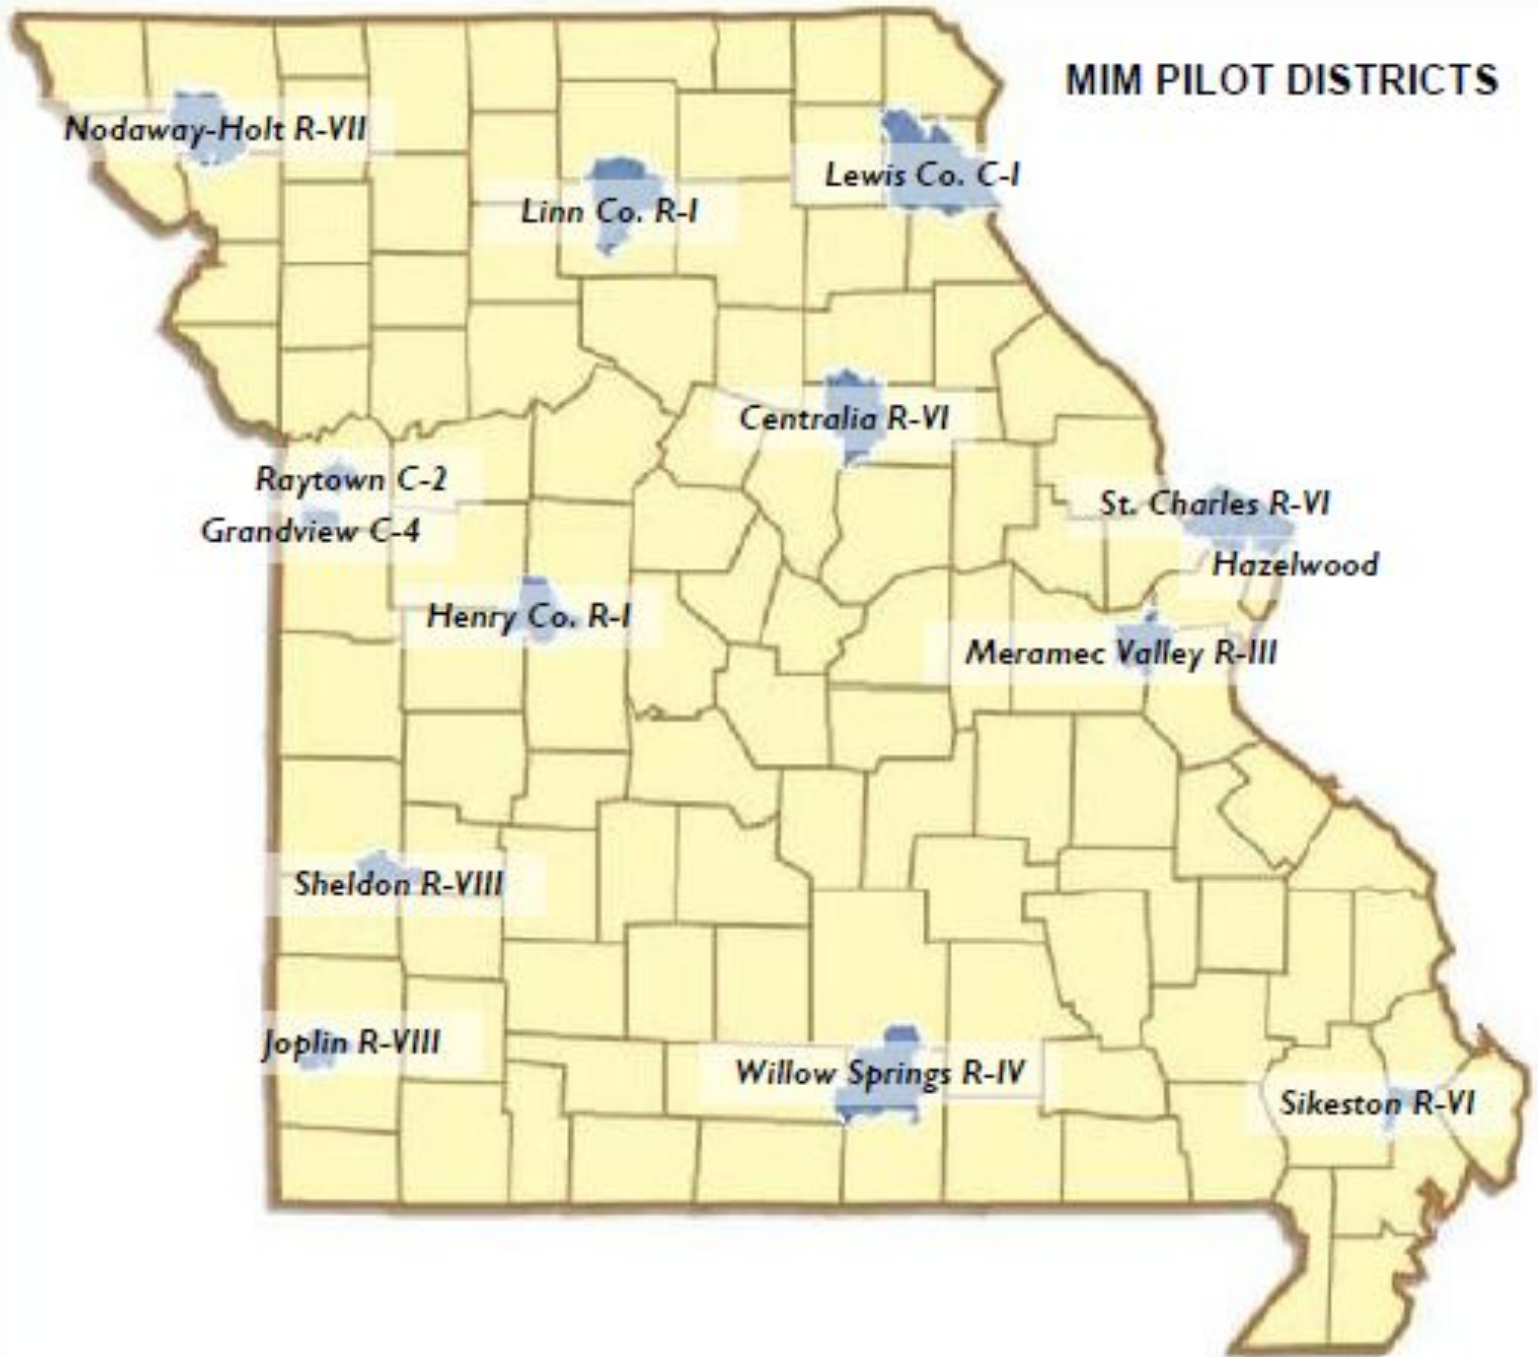 MIM PILOT DISTRICTS
Nodaway-Holt R-VII
Lewis Co. C-I
Linn Co. R-I
Centralia R-VI
Raytown C-2
St. Charles R-VI
Grandview C-4
Hazelwood
Henry Co. R-I
Meramec Valley R-III
Sheldon R-VIII
Joplin R-VIII
Willow Springs R-IV
Sikeston R-VI